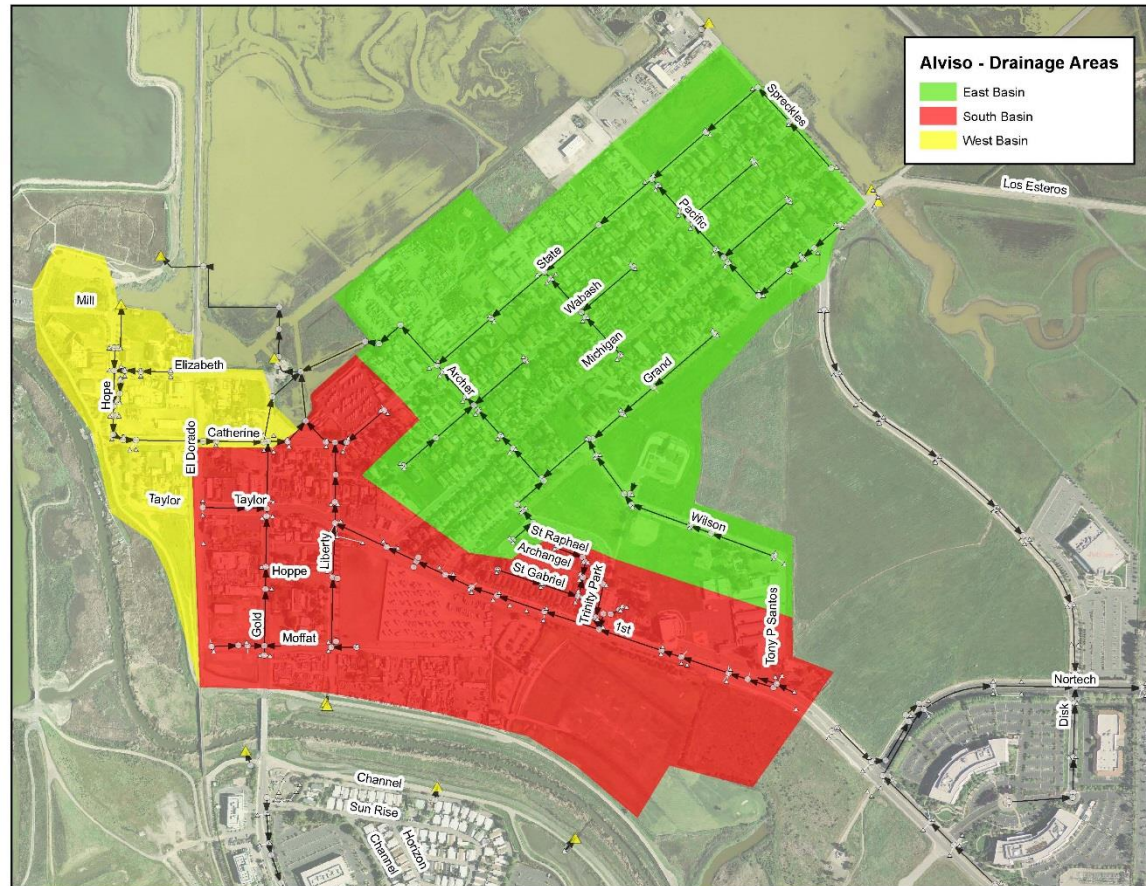 Alviso - Drainage Areas
East Basin
South Basin
West Basin
Spreckles
Los Esteros
Pacific
State
Wabash
Mill
Michigan
Elizabeth
Grand
Archer
Hope
El Dorado
Catherine
Taylor
Taylor
Wilson
St Raphael
Liberty
Archangel
St Gabriel
Hoppe
Trinity Park
1st
Gold
Moffat
Tony P Santos
Nortech
Disk
Channel
Sun Rise
Horizon
Channel